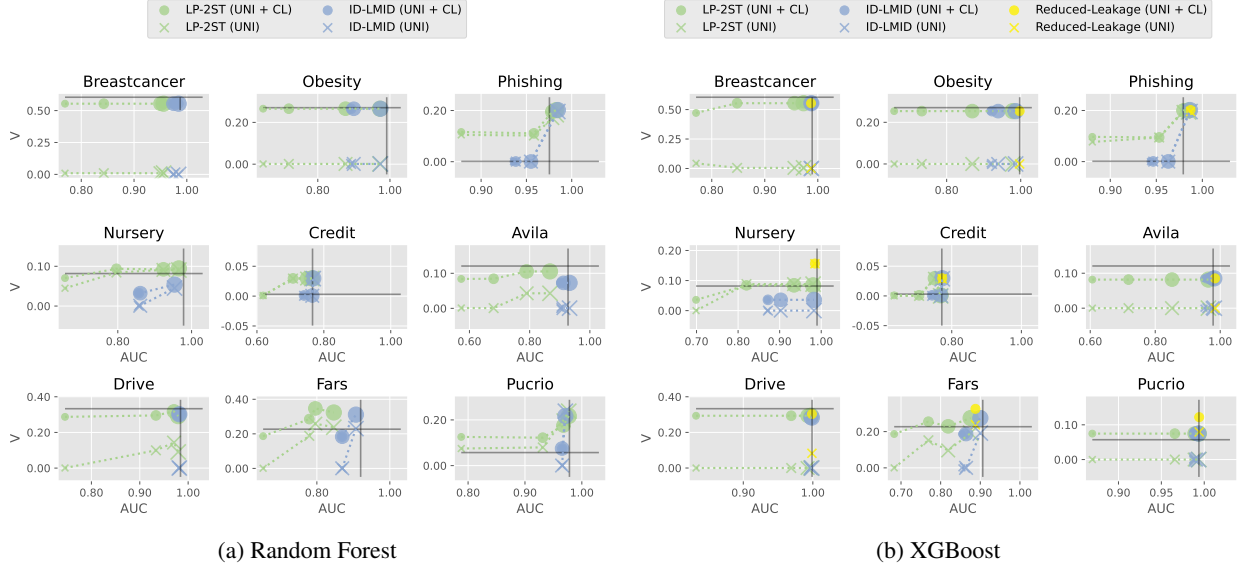 LP-2ST (UNI + CL) ID-LMID (UNI + CL)
LP-2ST (UNI) ID-LMID (UNI)
Breastcancer Obesity Phishing
V
0.50
0.25
0.00
0.80 0.90 1.00
0.20
0.00
0.70 0.80 0.90 1.00
0.20
0.00
0.90 0.95 1.00
Nursery Credit Avila
V
0.10
0.00
0.80 1.00
AUC
0.05
0.00
-0.05
0.60 0.80 1.00
AUC
0.10
0.00
0.60 0.80 1.00
AUC
Drive Fars Pucrio
V
0.40
0.20
0.00
0.80 0.90 1.00
AUC
0.40
0.20
0.00
0.80 1.00
AUC
0.20
0.00
0.80 0.90 1.00
AUC
(a) Random Forest
LP-2ST (UNI + CL) ID-LMID (UNI + CL) Reduced-Leakage (UNI + CL)
LP-2ST (UNI) ID-LMID (UNI) Reduced-Leakage (UNI)
Breastcancer Obesity Phishing
V
0.50
0.25
0.00
0.80 0.90 1.00
0.20
0.00
0.70 0.80 0.90 1.00
0.20
0.00
0.90 0.95 1.00
Nursery Credit Avila
V
0.20
0.10
0.00
0.70 0.80 0.90 1.00
AUC
0.05
0.00
-0.05
0.60 0.80 1.00
AUC
0.10
0.00
0.60 0.80 1.00
AUC
Drive Fars Pucrio
V
0.40
0.20
0.00
0.90 1.00
AUC
0.40
0.20
0.00
0.70 0.80 0.90 1.00
AUC
0.10
0.00
0.90 0.95 1.00
AUC
(b) XGBoost